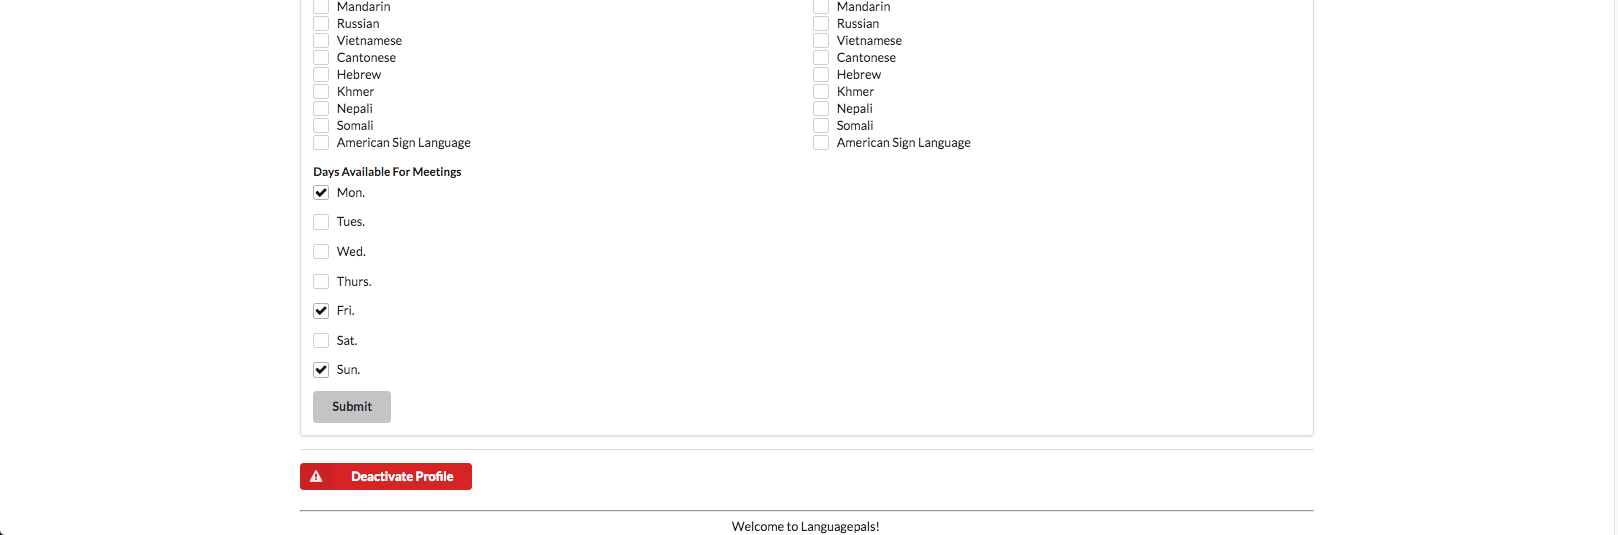 Mandarin
Russian
Vietnamese
Cantonese
Hebrew
Khmer
Nepali
Somali
American Sign Language
Mandarin
Russian
Vietnamese
Cantonese
Hebrew
Khmer
Nepali
Somali
American Sign Language
Days Available For Meetings
Mon.
Tues.
Wed.
Thurs.
Fri.
Sat.
Sun.
Submit
Deactivate Profile
Welcome to Languagepals!